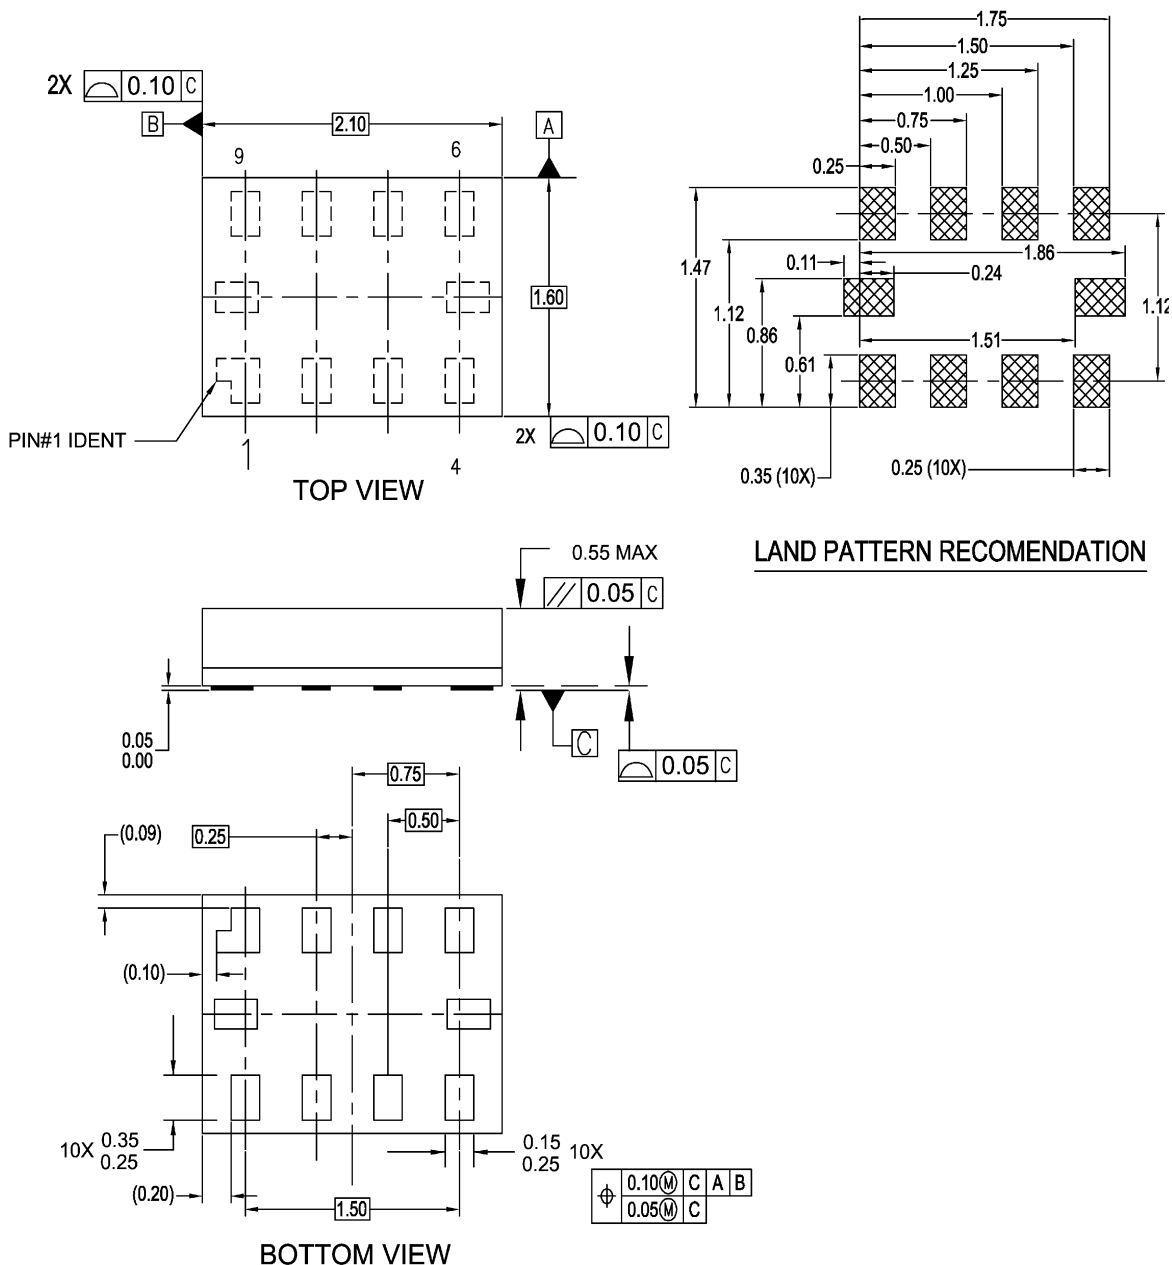 2X 0.10 C
B
2.10
A
9
6
1.60
PIN#1 IDENT
1
4
2X 0.10 C
TOP VIEW
1.75
1.50
1.25
1.00
0.75
0.50
0.25
1.86
0.11
0.24
1.47
1.12
0.86
0.61
1.51
1.12
0.35 (10X)
0.25 (10X)
LAND PATTERN RECOMENDATION
0.55 MAX
// 0.05 C
0.05
0.00
C
0.05 C
0.75
0.50
(0.09)
0.25
(0.10)
10X 0.35
0.25
0.15 10X
0.25
(0.20)
1.50
0.10 Ⓜ C A B
0.05 Ⓜ C
BOTTOM VIEW